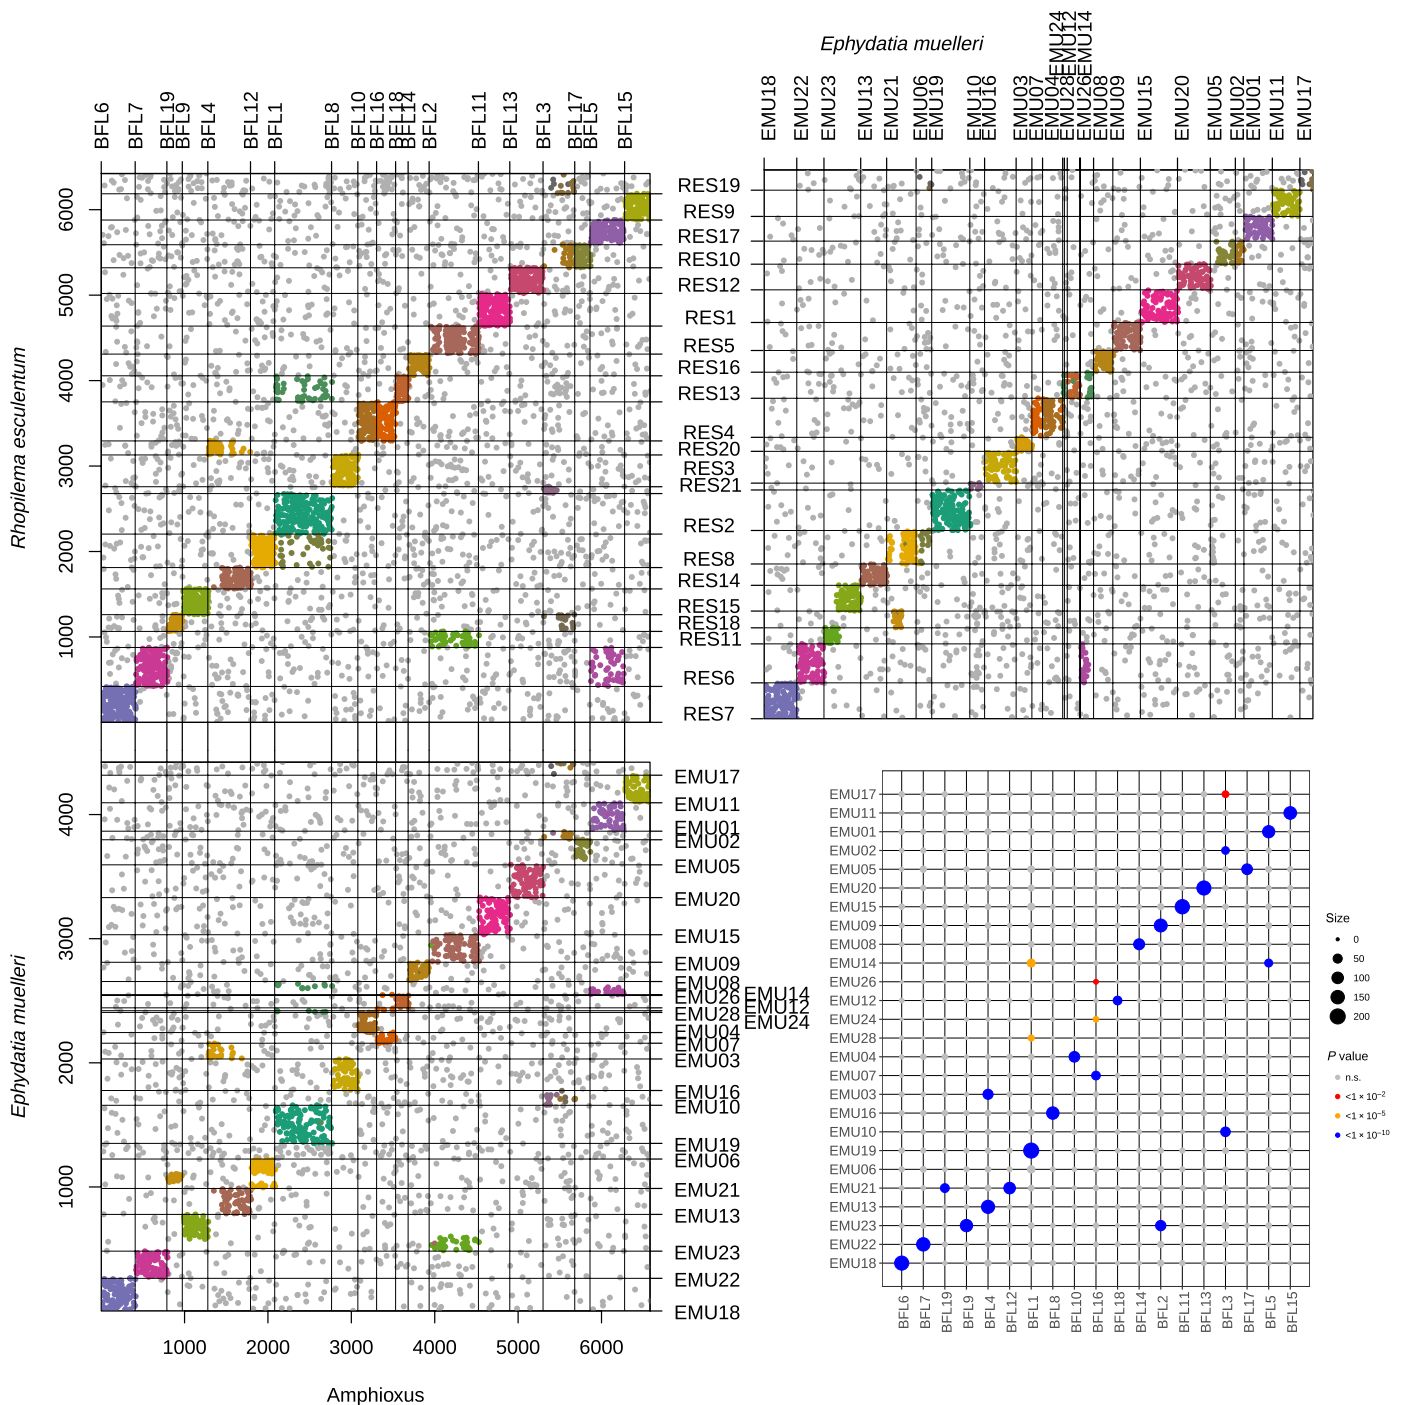 Ephydatia muelleri
BFL6
BFL7
BFL19
BFL9
BFL4
BFL12
BFL1
BFL8
BFL10
BFL16
BFL18
BFL14
BFL2
BFL11
BFL13
BFL3
BFL17
BFL5
BFL15
EMU18
EMU22
EMU23
EMU13
EMU21
EMU06
EMU19
EMU10
EMU16
EMU03
EMU07
EMU04
EMU28
EMU24
EMU12
EMU26
EMU14
EMU08
EMU09
EMU15
EMU20
EMU05
EMU02
EMU01
EMU11
EMU17
Rhopilema esculentum
6000
5000
4000
3000
2000
1000
RES19
RES9
RES17
RES10
RES12
RES1
RES5
RES16
RES13
RES4
RES20
RES3
RES21
RES2
RES8
RES14
RES15
RES18
RES11
RES6
RES7
Ephydatia muelleri
4000
3000
2000
1000
EMU17
EMU11
EMU01
EMU02
EMU05
EMU20
EMU15
EMU09
EMU08
EMU26 EMU14
EMU12
EMU28
EMU24
EMU04
EMU07
EMU03
EMU16
EMU10
EMU19
EMU06
EMU21
EMU13
EMU23
EMU22
EMU18
1000 2000 3000 4000 5000 6000
Amphioxus
EMU17
EMU11
EMU01
EMU02
EMU05
EMU20
EMU15
EMU09
EMU08
EMU14
EMU26
EMU12
EMU24
EMU28
EMU04
EMU07
EMU03
EMU16
EMU10
EMU19
EMU06
EMU21
EMU13
EMU23
EMU22
EMU18
BFL6
BFL7
BFL19
BFL9
BFL4
BFL12
BFL1
BFL8
BFL10
BFL16
BFL18
BFL14
BFL2
BFL11
BFL13
BFL3
BFL17
BFL5
BFL15
Size
0
50
100
150
200
P value
n.s.
<1 × 10⁻²
<1 × 10⁻⁵
<1 × 10⁻¹⁰